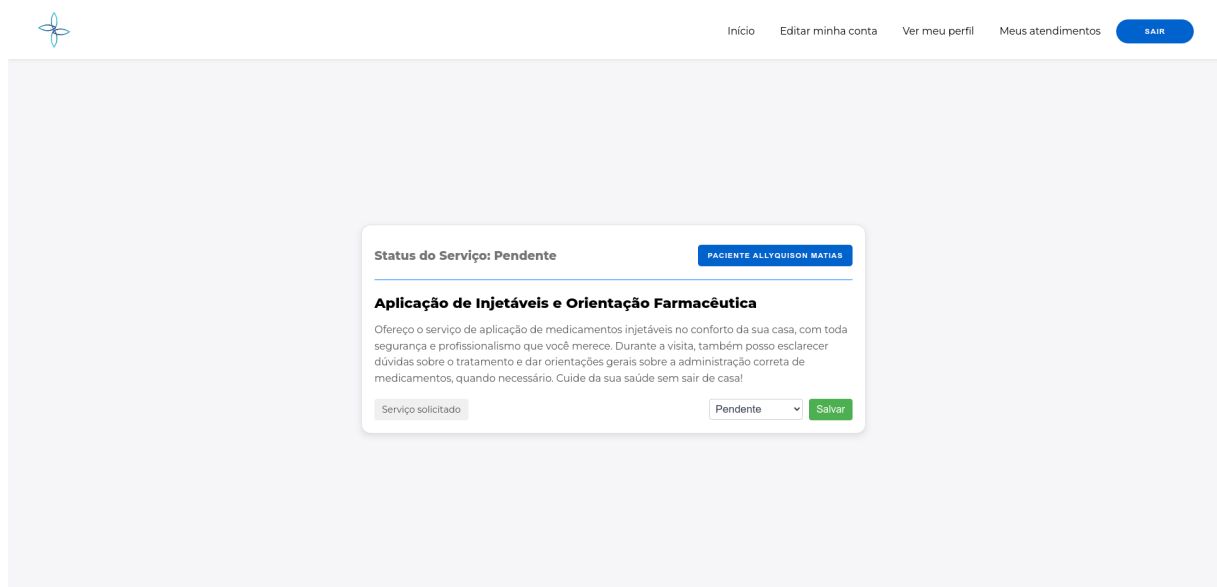 Início Editar minha conta Ver meu perfil Meus atendimentos SAIR
Status do Serviço: Pendente PACIENTE ALLYQUISON MATIAS
Aplicação de Injetáveis e Orientação Farmacêutica
Ofereço o serviço de aplicação de medicamentos injetáveis no conforto da sua casa, com toda
segurança e profissionalismo que você merece. Durante a visita, também posso esclarecer
dúvidas sobre o tratamento e dar orientações gerais sobre a administração correta de
medicamentos, quando necessário. Cuide da sua saúde sem sair de casa!
Serviço solicitado Pendente Salvar